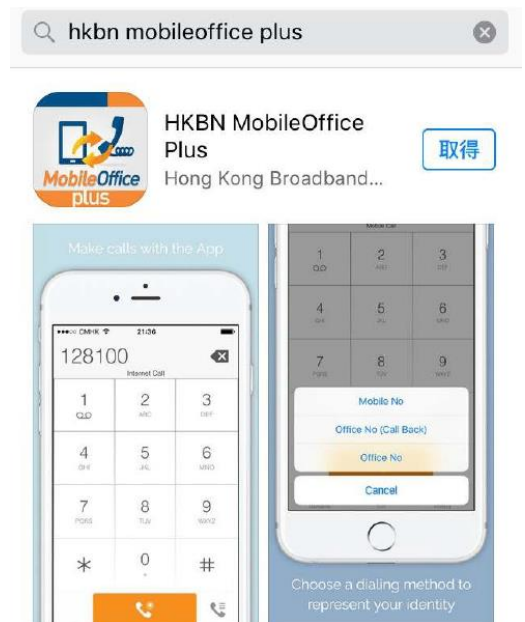 hkbn mobileoffice plus
HKBN MobileOffice
Plus
取得
Hong Kong Broadband...
MobileOffice
plus
Make calls with the App
CMHK
21:36
128100
Internet Call
1
2
ABC
3
DEF
4
GHI
5
JKL
6
MNO
7
PQRS
8
TUV
9
WXYZ
*
0
#
Mobile Call
1
2
ABC
3
DEF
4
GHI
5
JKL
6
MNO
7
PQRS
8
TUV
9
WXYZ
Mobile No
Office No (Call Back)
Office No
Cancel
Choose a dialing method to
represent your identity